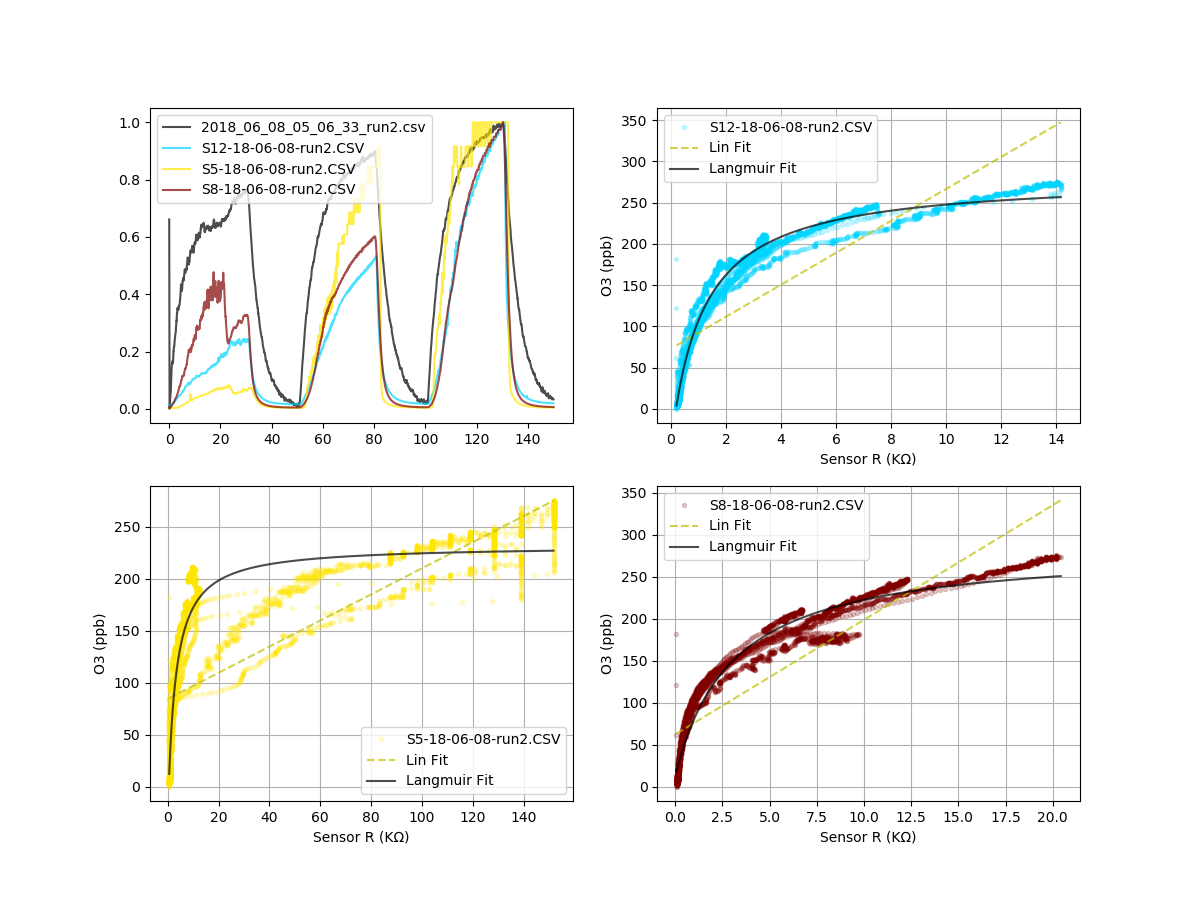 1.0
0.8
0.6
0.4
0.2
0.0
0 20 40 60 80 100 120 140
2018_06_08_05_06_33_run2.csv
S12-18-06-08-run2.CSV
S5-18-06-08-run2.CSV
S8-18-06-08-run2.CSV
350
300
250
200
150
100
50
0
O3 (ppb)
0 2 4 6 8 10 12 14
Sensor R (KΩ)
S12-18-06-08-run2.CSV
Lin Fit
Langmuir Fit
250
200
150
100
50
0
O3 (ppb)
0 20 40 60 80 100 120 140
Sensor R (KΩ)
S5-18-06-08-run2.CSV
Lin Fit
Langmuir Fit
350
300
250
200
150
100
50
0
O3 (ppb)
0.0 2.5 5.0 7.5 10.0 12.5 15.0 17.5 20.0
Sensor R (KΩ)
S8-18-06-08-run2.CSV
Lin Fit
Langmuir Fit